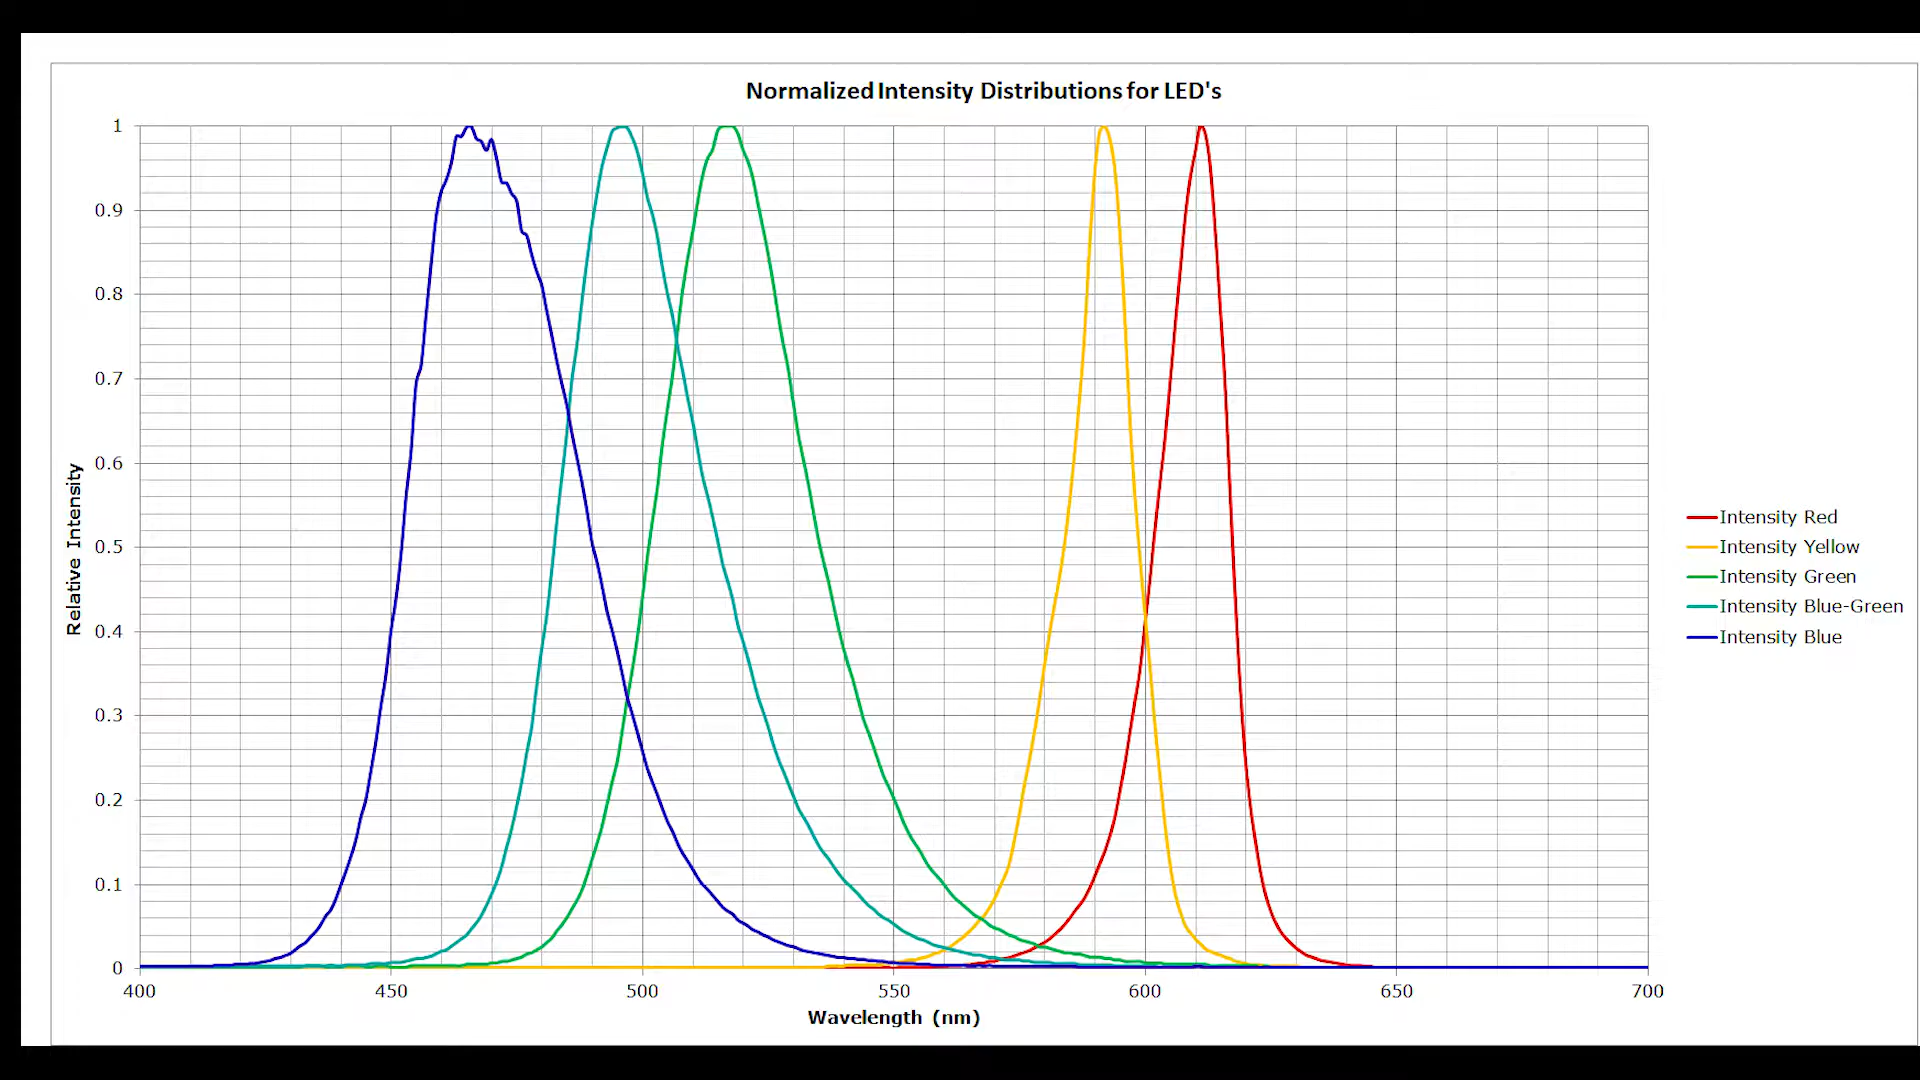 Normalized Intensity Distributions for LED's
1
0.9
0.8
0.7
0.6
0.5
0.4
0.3
0.2
0.1
0
Relative Intensity
400 450 500 550 600 650 700
Wavelength (nm)
Intensity Red
Intensity Yellow
Intensity Green
Intensity Blue-Green
Intensity Blue